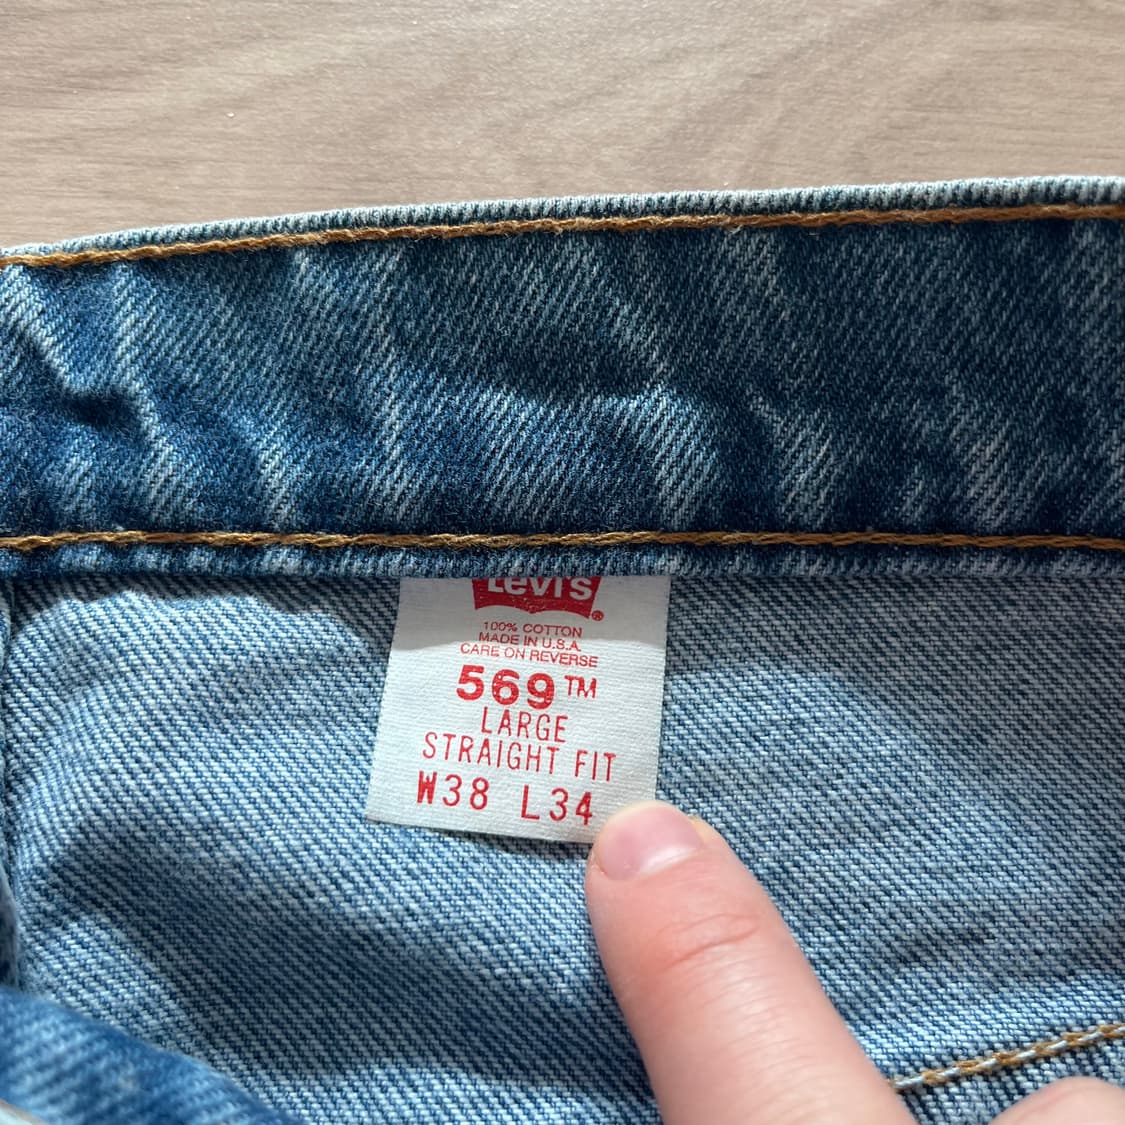 Levi's®
100% COTTON
MADE IN U.S.A.
CARE ON REVERSE
569™
LARGE
STRAIGHT FIT
W38 L34